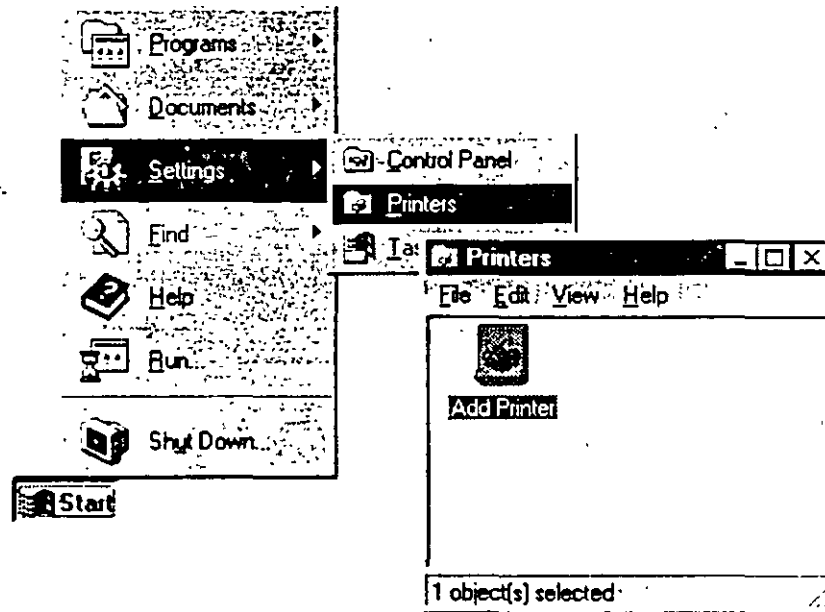 Programs
Documents
Settings
Find
Help
Run...
Shut Down...
Start
Control Panel
Printers
Printers
File Edit View Help
Add Printer
1 object(s) selected